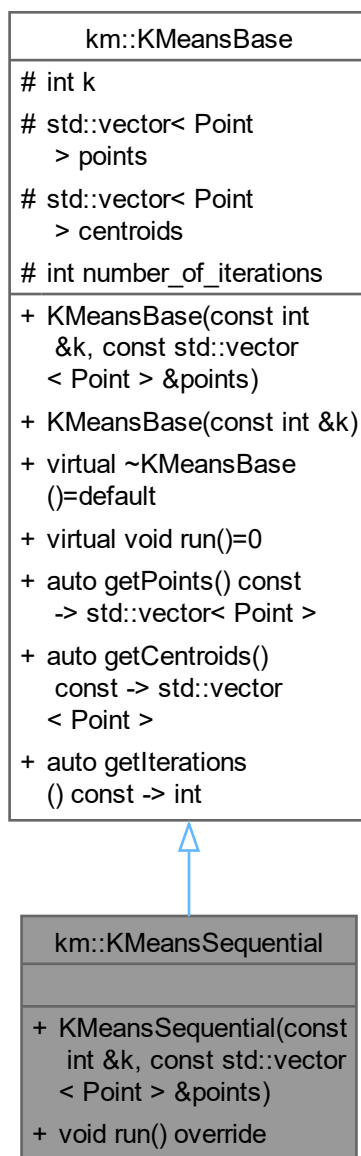 km::KMeansBase
# int k
# std::vector< Point
> points
# std::vector< Point
> centroids
# int number_of_iterations
+ KMeansBase(const int
&k, const std::vector
< Point > &points)
+ KMeansBase(const int &k)
+ virtual ~KMeansBase
()=default
+ virtual void run()=0
+ auto getPoints() const
-> std::vector< Point >
+ auto getCentroids()
const -> std::vector
< Point >
+ auto getIterations
() const -> int
km::KMeansSequential
+ KMeansSequential(const
int &k, const std::vector
< Point > &points)
+ void run() override